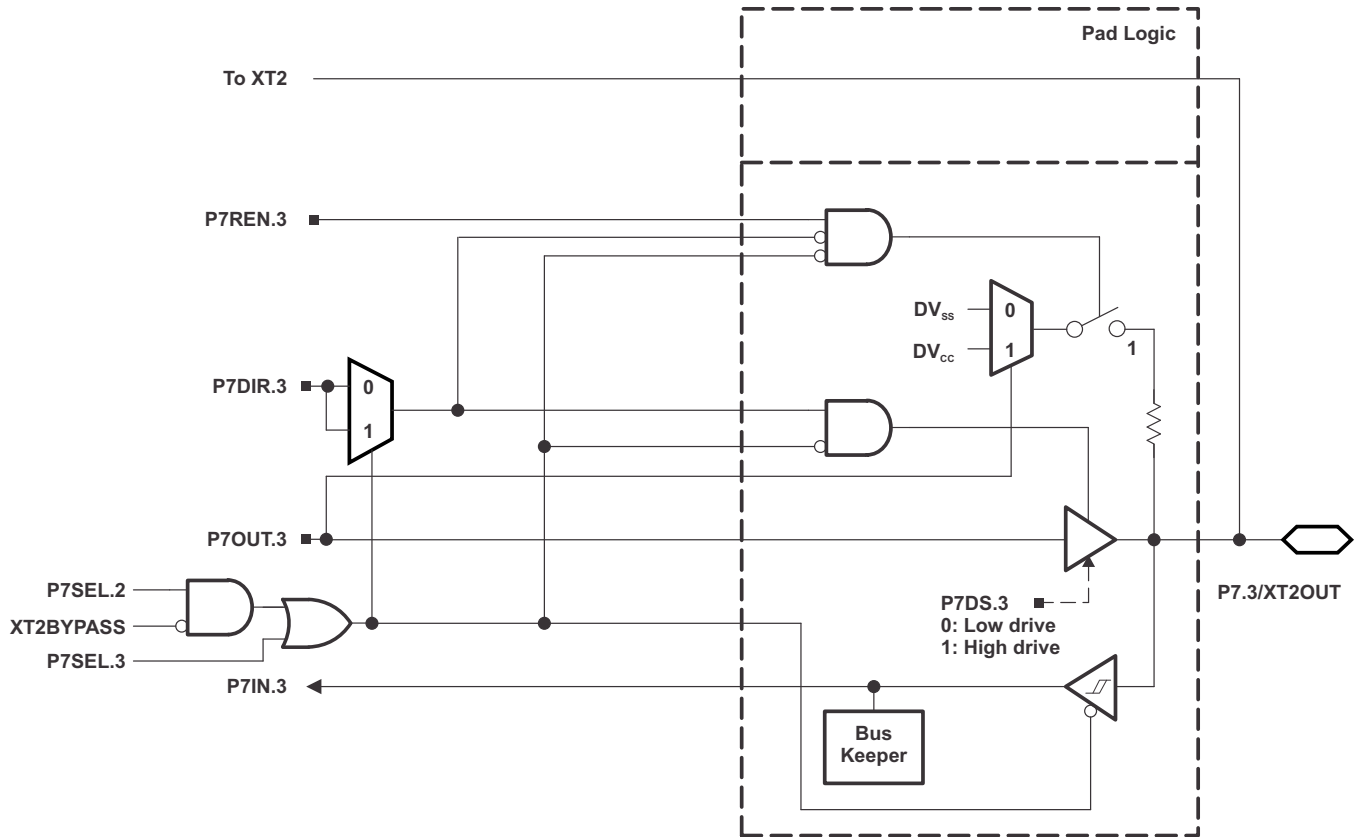 Pad Logic
To XT2
P7REN.3
DVSS
0
DVCC
1
1
P7DIR.3
0
1
P7OUT.3
P7SEL.2
XT2BYPASS
P7SEL.3
P7DS.3
0: Low drive
1: High drive
P7.3/XT2OUT
P7IN.3
Bus
Keeper